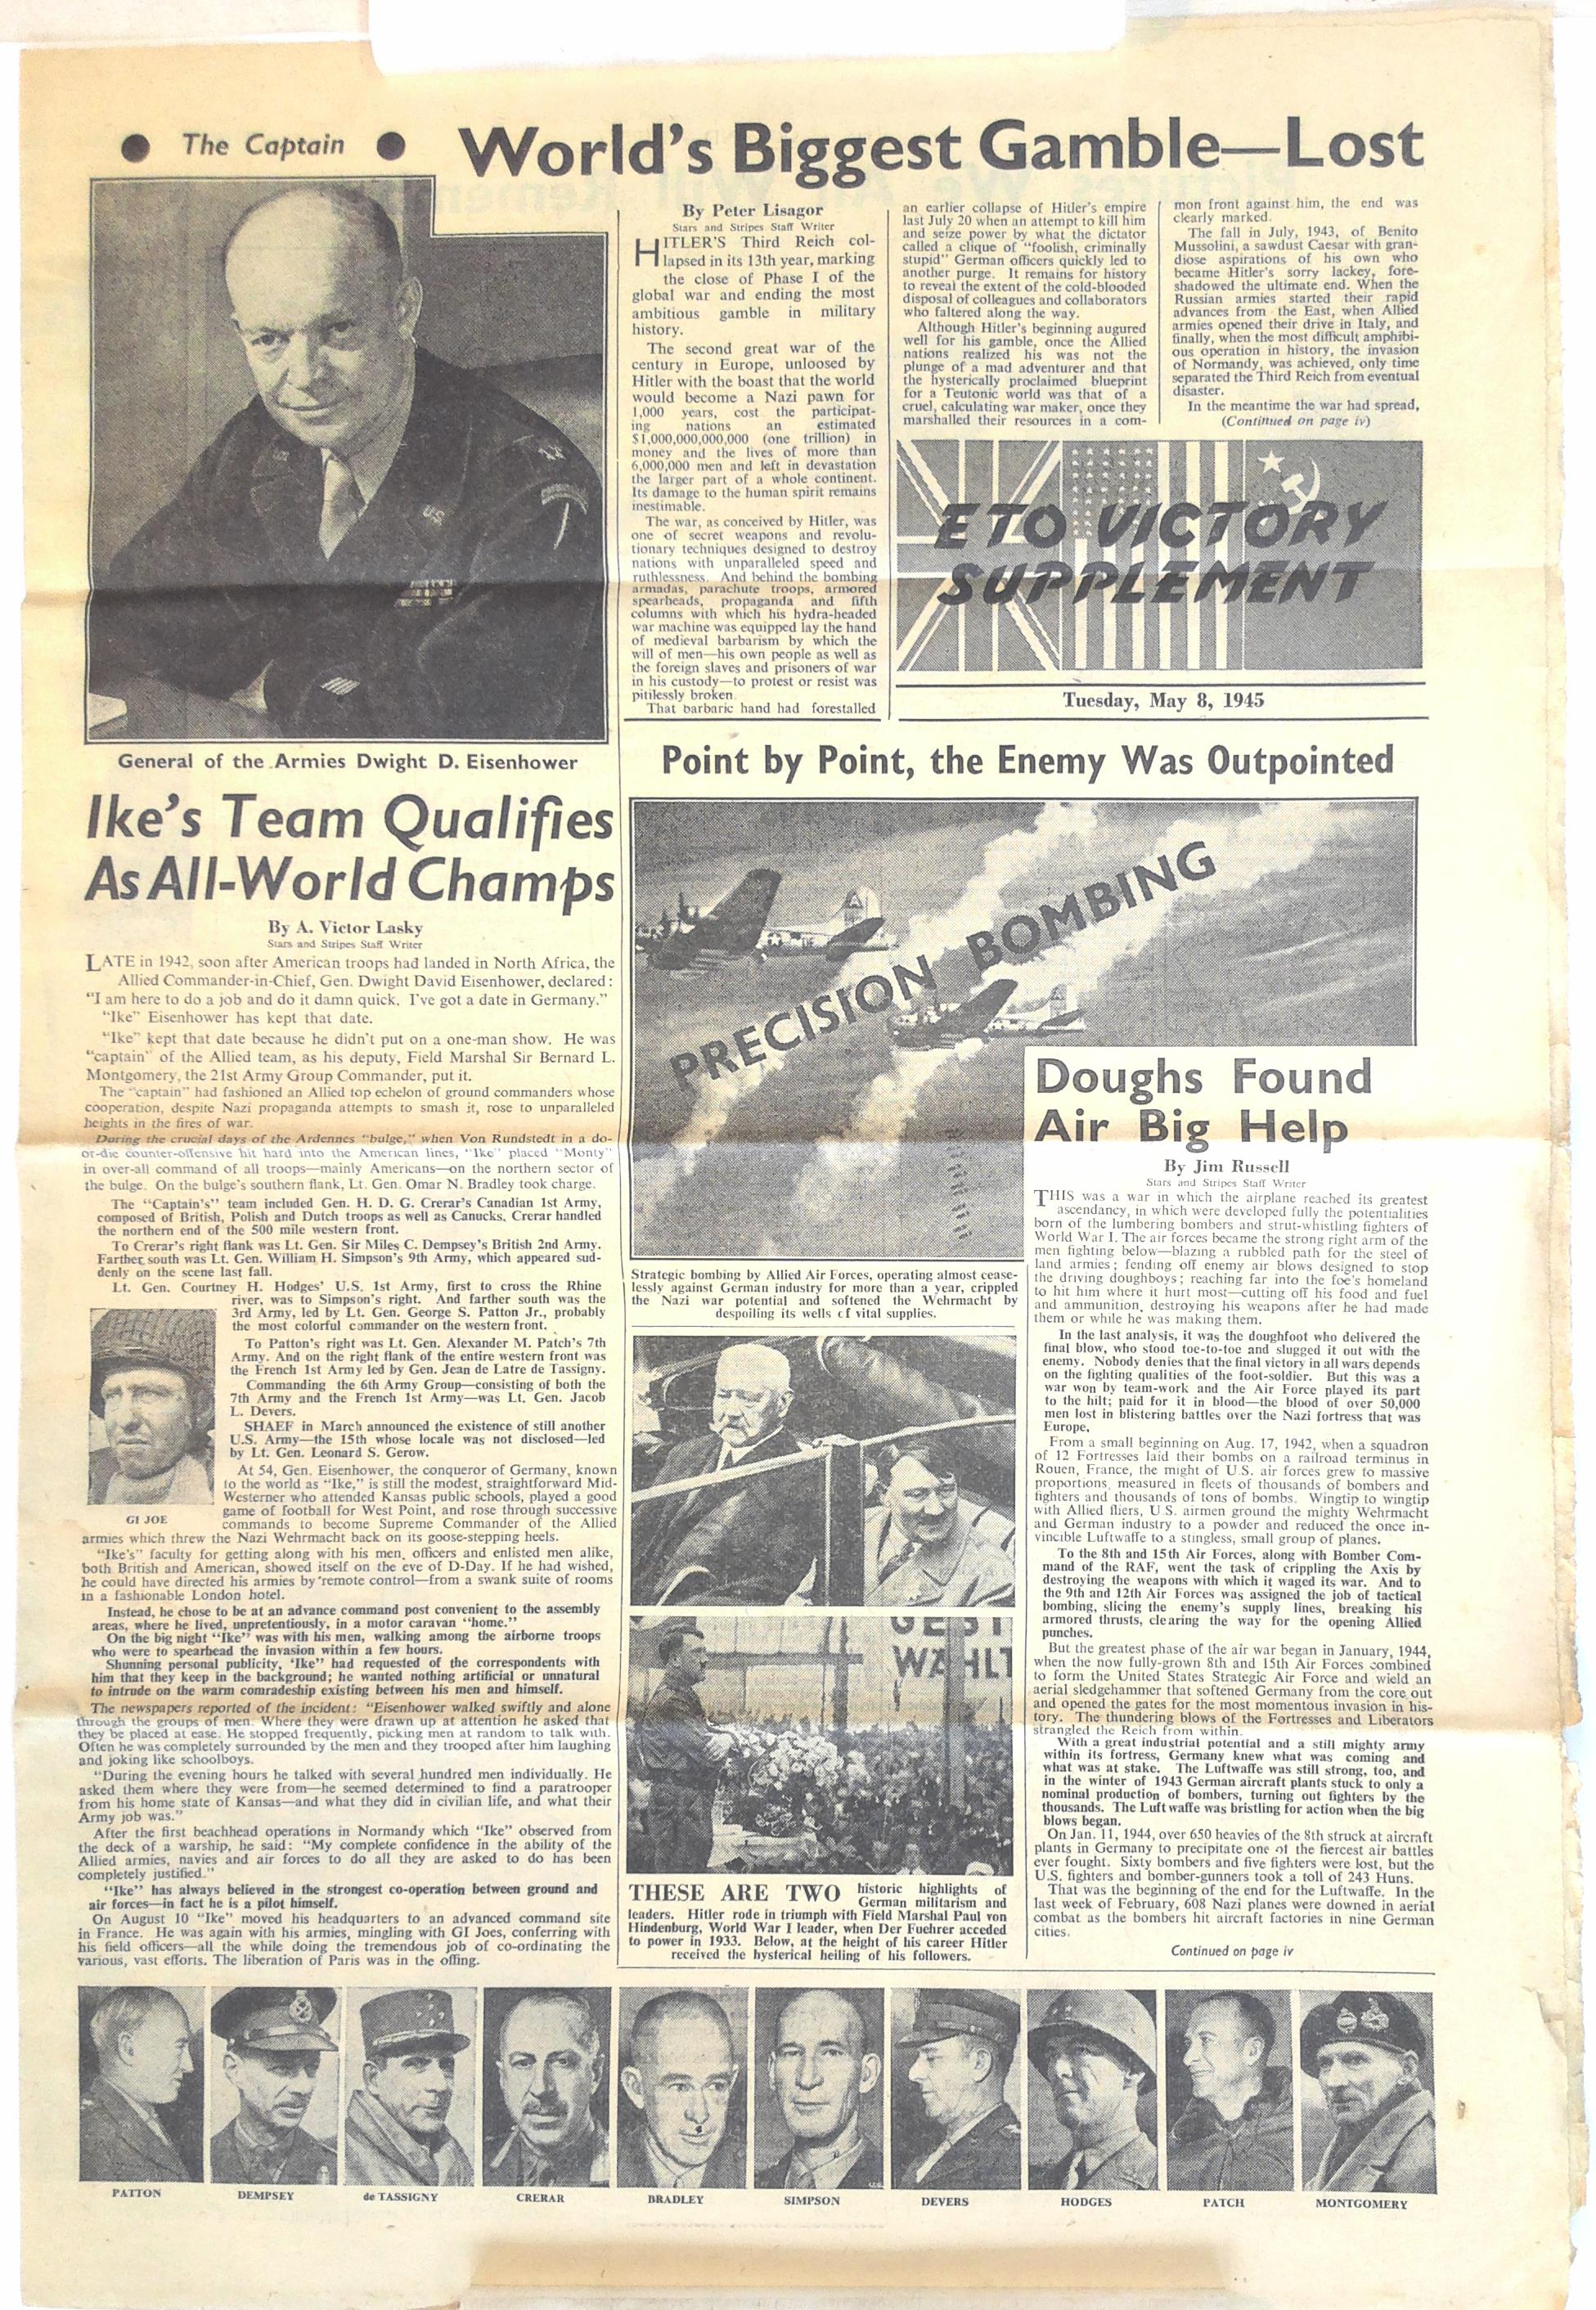 ● The Captain ●
World's Biggest Gamble—Lost
General of the Armies Dwight D. Eisenhower
Ike's Team Qualifies
As All-World Champs
By A. Victor Lasky
Stars and Stripes Staff Writer
LATE in 1942, soon after American troops had landed in North Africa, the
Allied Commander-in-Chief, Gen. Dwight David Eisenhower, declared:
"I am here to do a job and do it damn quick. I've got a date in Germany."
"Ike" Eisenhower has kept that date.
"Ike" kept that date because he didn't put on a one-man show. He was
"captain" of the Allied team, as his deputy, Field Marshal Sir Bernard L.
Montgomery, the 21st Army Group Commander, put it.
The "captain" had fashioned an Allied top echelon of ground commanders whose
cooperation, despite Nazi propaganda attempts to smash it, rose to unparalleled
heights in the fires of war.
During the crucial days of the Ardennes "bulge," when Von Rundstedt in a do-
or-die counter-offensive hit hard into the American lines, "Ike" placed "Monty"
in over-all command of all troops—mainly Americans—on the northern sector of
the bulge. On the bulge's southern flank, Lt. Gen. Omar N. Bradley took charge.
The "Captain's" team included Gen. H. D. G. Crerar's Canadian 1st Army,
composed of British, Polish and Dutch troops as well as Canucks. Crerar handled
the northern end of the 500 mile western front.
To Crerar's right flank was Lt. Gen. Sir Miles C. Dempsey's British 2nd Army.
Farther south was Lt. Gen. William H. Simpson's 9th Army, which appeared sud-
denly on the scene last fall.
Lt. Gen. Courtney H. Hodges' U.S. 1st Army, first to cross the Rhine
river, was to Simpson's right. And farther south was the
3rd Army, led by Lt. Gen. George S. Patton Jr., probably
the most colorful commander on the western front.
To Patton's right was Lt. Gen. Alexander M. Patch's 7th
Army. And on the right flank of the entire western front was
the French 1st Army led by Gen. Jean de Latre de Tassigny.
Commanding the 6th Army Group—consisting of both the
7th Army and the French 1st Army—was Lt. Gen. Jacob
L. Devers.
SHAEF in March announced the existence of still another
U.S. Army—the 15th whose locale was not disclosed—led
by Lt. Gen. Leonard S. Gerow.
At 54, Gen. Eisenhower, the conqueror of Germany, known
to the world as "Ike," is still the modest, straightforward Mid-
Westerner who attended Kansas public schools, played a good
game of football for West Point, and rose through successive
commands to become Supreme Commander of the Allied
GI JOE
armies which threw the Nazi Wehrmacht back on its goose-stepping heels.
"Ike's" faculty for getting along with his men, officers and enlisted men alike,
both British and American, showed itself on the eve of D-Day. If he had wished,
he could have directed his armies by remote control—from a swank suite of rooms
in a fashionable London hotel.
Instead, he chose to be at an advance command post convenient to the assembly
areas, where he lived, unpretentiously, in a motor caravan "home."
On the big night "Ike" was with his men, walking among the airborne troops
who were to spearhead the invasion within a few hours.
Shunning personal publicity, 'Ike" had requested of the correspondents with
him that they keep in the background; he wanted nothing artificial or unnatural
to intrude on the warm comradeship existing between his men and himself.
The newspapers reported of the incident: "Eisenhower walked swiftly and alone
through the groups of men. Where they were drawn up at attention he asked that
they be placed at ease. He stopped frequently, picking men at random to talk with.
Often he was completely surrounded by the men and they trooped after him laughing
and joking like schoolboys.
"During the evening hours he talked with several hundred men individually. He
asked them where they were from—he seemed determined to find a paratrooper
from his home state of Kansas—and what they did in civilian life, and what their
Army job was."
After the first beachhead operations in Normandy which "Ike" observed from
the deck of a warship, he said: "My complete confidence in the ability of the
Allied armies, navies and air forces to do all they are asked to do has been
completely justified."
"Ike" has always believed in the strongest co-operation between ground and
air forces—in fact he is a pilot himself.
On August 10 "Ike" moved his headquarters to an advanced command site
in France. He was again with his armies, mingling with GI Joes, conferring with
his field officers—all the while doing the tremendous job of co-ordinating the
various, vast efforts. The liberation of Paris was in the offing.
By Peter Lisagor
Stars and Stripes Staff Writer
HITLER'S Third Reich col-
lapsed in its 13th year, marking
the close of Phase I of the
global war and ending the most
ambitious gamble in military
history.
The second great war of the
century in Europe, unloosed by
Hitler with the boast that the world
would become a Nazi pawn for
1,000 years, cost the participat-
ing nations an estimated
$1,000,000,000,000 (one trillion) in
money and the lives of more than
6,000,000 men and left in devastation
the larger part of a whole continent.
Its damage to the human spirit remains
inestimable.
The war, as conceived by Hitler, was
one of secret weapons and revolu-
tionary techniques designed to destroy
nations with unparalleled speed and
ruthlessness. And behind the bombing
armadas, parachute troops, armored
spearheads, propaganda and fifth
columns with which his hydra-headed
war machine was equipped lay the hand
of medieval barbarism by which the
will of men—his own people as well as
the foreign slaves and prisoners of war
in his custody—to protest or resist was
pitilessly broken.
That barbaric hand had forestalled
an earlier collapse of Hitler's empire
last July 20 when an attempt to kill him
and seize power by what the dictator
called a clique of "foolish, criminally
stupid" German officers quickly led to
another purge. It remains for history
to reveal the extent of the cold-blooded
disposal of colleagues and collaborators
who faltered along the way.
Although Hitler's beginning augured
well for his gamble, once the Allied
nations realized his was not the
plunge of a mad adventurer and that
the hysterically proclaimed blueprint
for a Teutonic world was that of a
cruel, calculating war maker, once they
marshalled their resources in a com-
mon front against him, the end was
clearly marked.
The fall in July, 1943, of Benito
Mussolini, a sawdust Caesar with gran-
diose aspirations of his own who
became Hitler's sorry lackey, fore-
shadowed the ultimate end. When the
Russian armies started their rapid
advances from the East, when Allied
armies opened their drive in Italy, and
finally, when the most difficult amphibi-
ous operation in history, the invasion
of Normandy, was achieved, only time
separated the Third Reich from eventual
disaster.
In the meantime the war had spread,
(Continued on page iv)
ETO VICTORY
SUPPLEMENT
Tuesday, May 8, 1945
Point by Point, the Enemy Was Outpointed
PRECISION BOMBING
Strategic bombing by Allied Air Forces, operating almost cease-
lessly against German industry for more than a year, crippled
the Nazi war potential and softened the Wehrmacht by
despoiling its wells of vital supplies.
WÄHLT
THESE ARE TWO historic highlights of
German militarism and
leaders. Hitler rode in triumph with Field Marshal Paul von
Hindenburg, World War I leader, when Der Fuehrer acceded
to power in 1933. Below, at the height of his career Hitler
received the hysterical heiling of his followers.
Doughs Found
Air Big Help
By Jim Russell
Stars and Stripes Staff Writer
THIS was a war in which the airplane reached its greatest
ascendancy, in which were developed fully the potentialities
born of the lumbering bombers and strut-whistling fighters of
World War I. The air forces became the strong right arm of the
men fighting below—blazing a rubbled path for the steel of
land armies; fending off enemy air blows designed to stop
the driving doughboys; reaching far into the foe's homeland
to hit him where it hurt most—cutting off his food and fuel
and ammunition, destroying his weapons after he had made
them or while he was making them.
In the last analysis, it was the doughfoot who delivered the
final blow, who stood toe-to-toe and slugged it out with the
enemy. Nobody denies that the final victory in all wars depends
on the fighting qualities of the foot-soldier. But this was a
war won by team-work and the Air Force played its part
to the hilt; paid for it in blood—the blood of over 50,000
men lost in blistering battles over the Nazi fortress that was
Europe.
From a small beginning on Aug. 17, 1942, when a squadron
of 12 Fortresses laid their bombs on a railroad terminus in
Rouen, France, the might of U.S. air forces grew to massive
proportions, measured in fleets of thousands of bombers and
fighters and thousands of tons of bombs. Wingtip to wingtip
with Allied fliers, U.S. airmen ground the mighty Wehrmacht
and German industry to a powder and reduced the once in-
vincible Luftwaffe to a stingless, small group of planes.
To the 8th and 15th Air Forces, along with Bomber Com-
mand of the RAF, went the task of crippling the Axis by
destroying the weapons with which it waged its war. And to
the 9th and 12th Air Forces was assigned the job of tactical
bombing, slicing the enemy's supply lines, breaking his
armored thrusts, clearing the way for the opening Allied
punches.
But the greatest phase of the air war began in January, 1944,
when the now fully-grown 8th and 15th Air Forces combined
to form the United States Strategic Air Force and wield an
aerial sledgehammer that softened Germany from the core out
and opened the gates for the most momentous invasion in his-
tory. The thundering blows of the Fortresses and Liberators
strangled the Reich from within.
With a great industrial potential and a still mighty army
within its fortress, Germany knew what was coming and
what was at stake. The Luftwaffe was still strong, too, and
in the winter of 1943 German aircraft plants stuck to only a
nominal production of bombers, turning out fighters by the
thousands. The Luftwaffe was bristling for action when the big
blows began.
On Jan. 11, 1944, over 650 heavies of the 8th struck at aircraft
plants in Germany to precipitate one of the fiercest air battles
ever fought. Sixty bombers and five fighters were lost, but the
U.S. fighters and bomber-gunners took a toll of 243 Huns.
That was the beginning of the end for the Luftwaffe. In the
last week of February, 608 Nazi planes were downed in aerial
combat as the bombers hit aircraft factories in nine German
cities.
Continued on page iv
PATTON
DEMPSEY
de TASSIGNY
CRERAR
BRADLEY
SIMPSON
DEVERS
HODGES
PATCH
MONTGOMERY